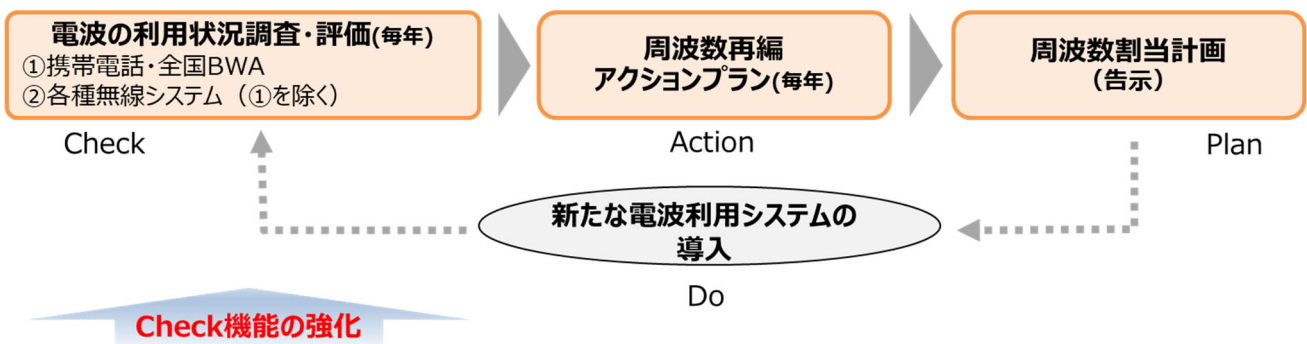 電波の利用状況調査・評価(毎年)
①携帯電話・全国BWA
②各種無線システム（①を除く）
Check
周波数再編
アクションプラン(毎年)
Action
周波数割当計画
（告示）
Plan
新たな電波利用システムの
導入
Do
Check機能の強化